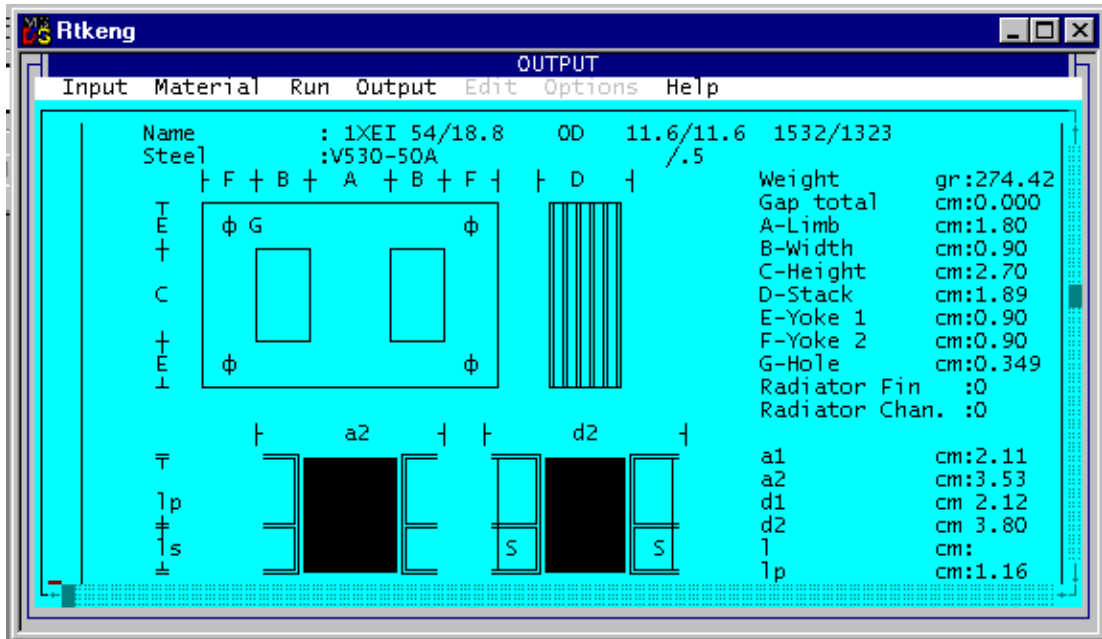 Rtkeng
OUTPUT
Input Material Run Output Edit Options Help
Name : 1XEI 54/18.8 OD 11.6/11.6 1532/1323
Steel :V530-50A /.5
F B A B F D Weight gr:274.42
Gap total cm:0.000
E ф G ф A-Limb cm:1.80
B-Width cm:0.90
C-Height cm:2.70
C D-Stack cm:1.89
E-Yoke 1 cm:0.90
F-Yoke 2 cm:0.90
E ф ф G-Hole cm:0.349
Radiator Fin :0
Radiator Chan. :0
a2 d2
a1 cm:2.11
a2 cm:3.53
lp d1 cm 2.12
d2 cm 3.80
ls S S l cm:
lp cm:1.16